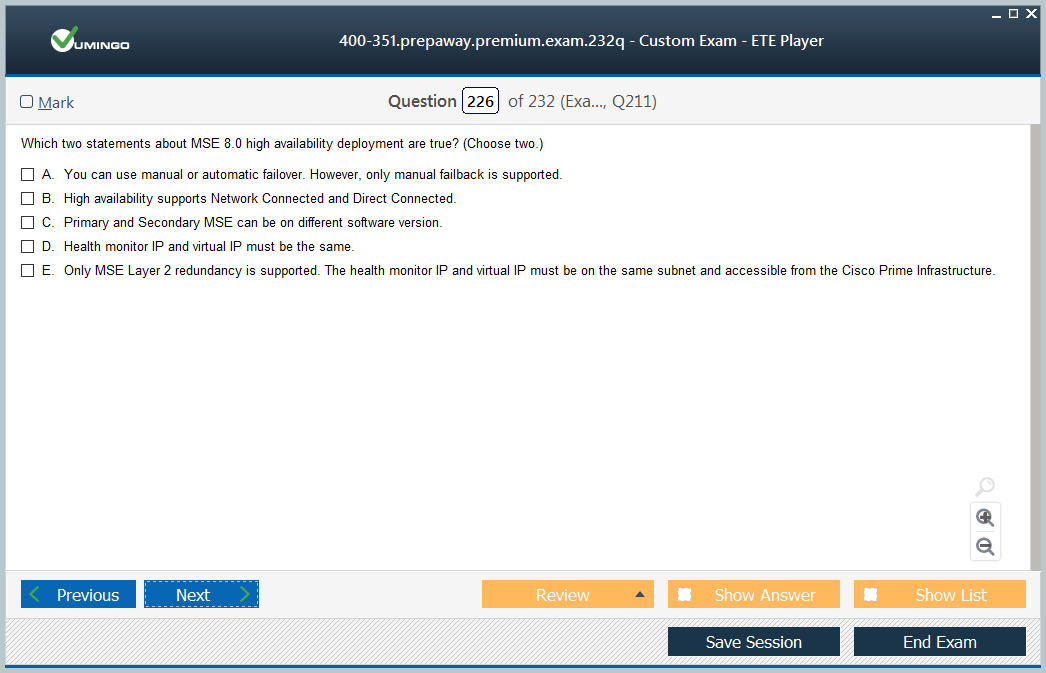 VUMINGO
400-351.prepaway.premium.exam.232q - Custom Exam - ETE Player
Mark
Question 226 of 232 (Exa..., Q211)
Which two statements about MSE 8.0 high availability deployment are true? (Choose two.)
A. You can use manual or automatic failover. However, only manual failback is supported.
B. High availability supports Network Connected and Direct Connected.
C. Primary and Secondary MSE can be on different software version.
D. Health monitor IP and virtual IP must be the same.
E. Only MSE Layer 2 redundancy is supported. The health monitor IP and virtual IP must be on the same subnet and accessible from the Cisco Prime Infrastructure.
Previous Next Review Show Answer Show List
Save Session End Exam